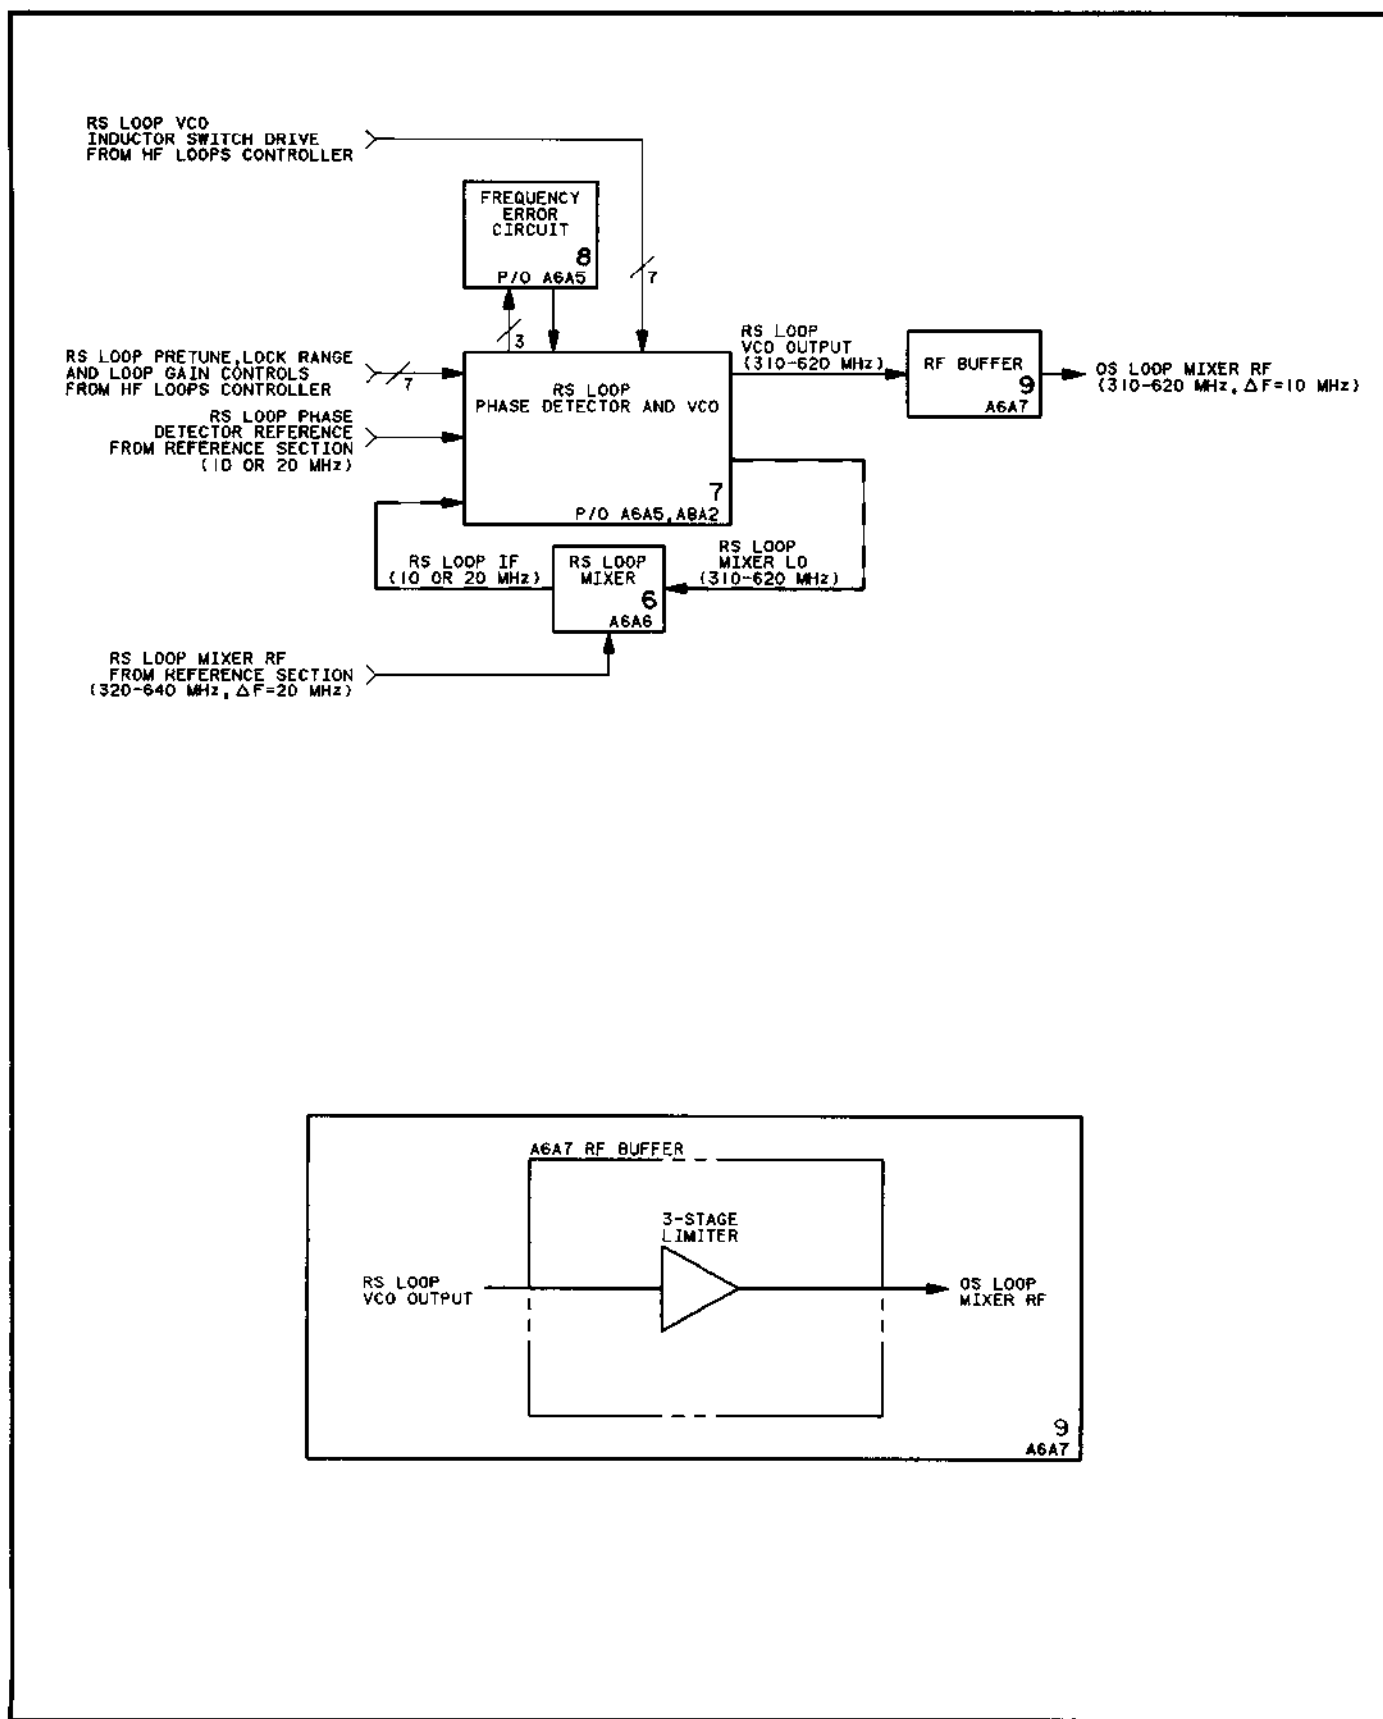 RS LOOP VCO
INDUCTOR SWITCH DRIVE
FROM HF LOOPS CONTROLLER
FREQUENCY
ERROR
CIRCUIT
8
P/O A6A5
7
3
RS LOOP PRETUNE, LOCK RANGE
AND LOOP GAIN CONTROLS
FROM HF LOOPS CONTROLLER
7
RS LOOP PHASE
DETECTOR REFERENCE
FROM REFERENCE SECTION
(10 OR 20 MHz)
RS LOOP
PHASE DETECTOR AND VCO
7
P/O A6A5, A8A2
RS LOOP
VCO OUTPUT
(310-620 MHz)
RF BUFFER
9
A6A7
OS LOOP MIXER RF
(310-620 MHz, ΔF=10 MHz)
RS LOOP IF
(10 OR 20 MHz)
RS LOOP
MIXER
6
A6A6
RS LOOP
MIXER LO
(310-620 MHz)
RS LOOP MIXER RF
FROM REFERENCE SECTION
(320-640 MHz, ΔF=20 MHz)
A6A7 RF BUFFER
3-STAGE
LIMITER
RS LOOP
VCO OUTPUT
OS LOOP
MIXER RF
9
A6A7